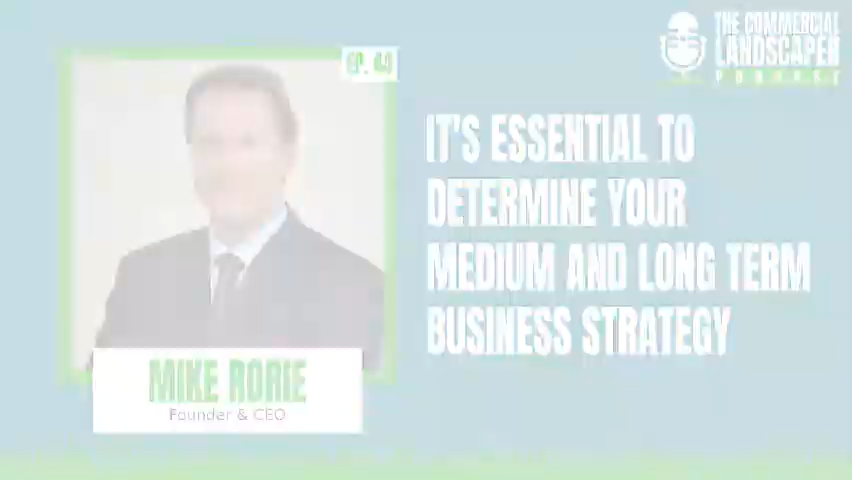 THE COMMERCIAL
LANDSCAPER
PODCAST
EP. 44
IT'S ESSENTIAL TO
DETERMINE YOUR
MEDIUM AND LONG TERM
BUSINESS STRATEGY
MIKE RORIE
Founder & CEO